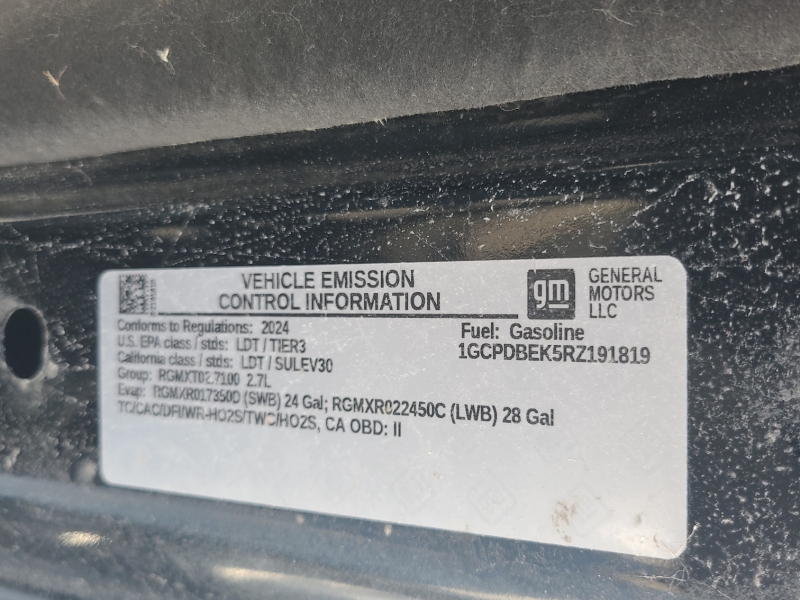 VEHICLE EMISSION
CONTROL INFORMATION
gm
GENERAL
MOTORS
LLC
Conforms to Regulations: 2024
U.S. EPA class / stds: LDT / TIER3
California class / stds: LDT / SULEV30
Group: RGMXT02.7100 2.7L
Evap: RGMXR0173500 (SWB) 24 Gal; RGMXR022450C (LWB) 28 Gal
TC/CAC/DFI/WR-HO2S/TWC/HO2S, CA OBD: II
Fuel: Gasoline
1GCPDBEK5RZ191819